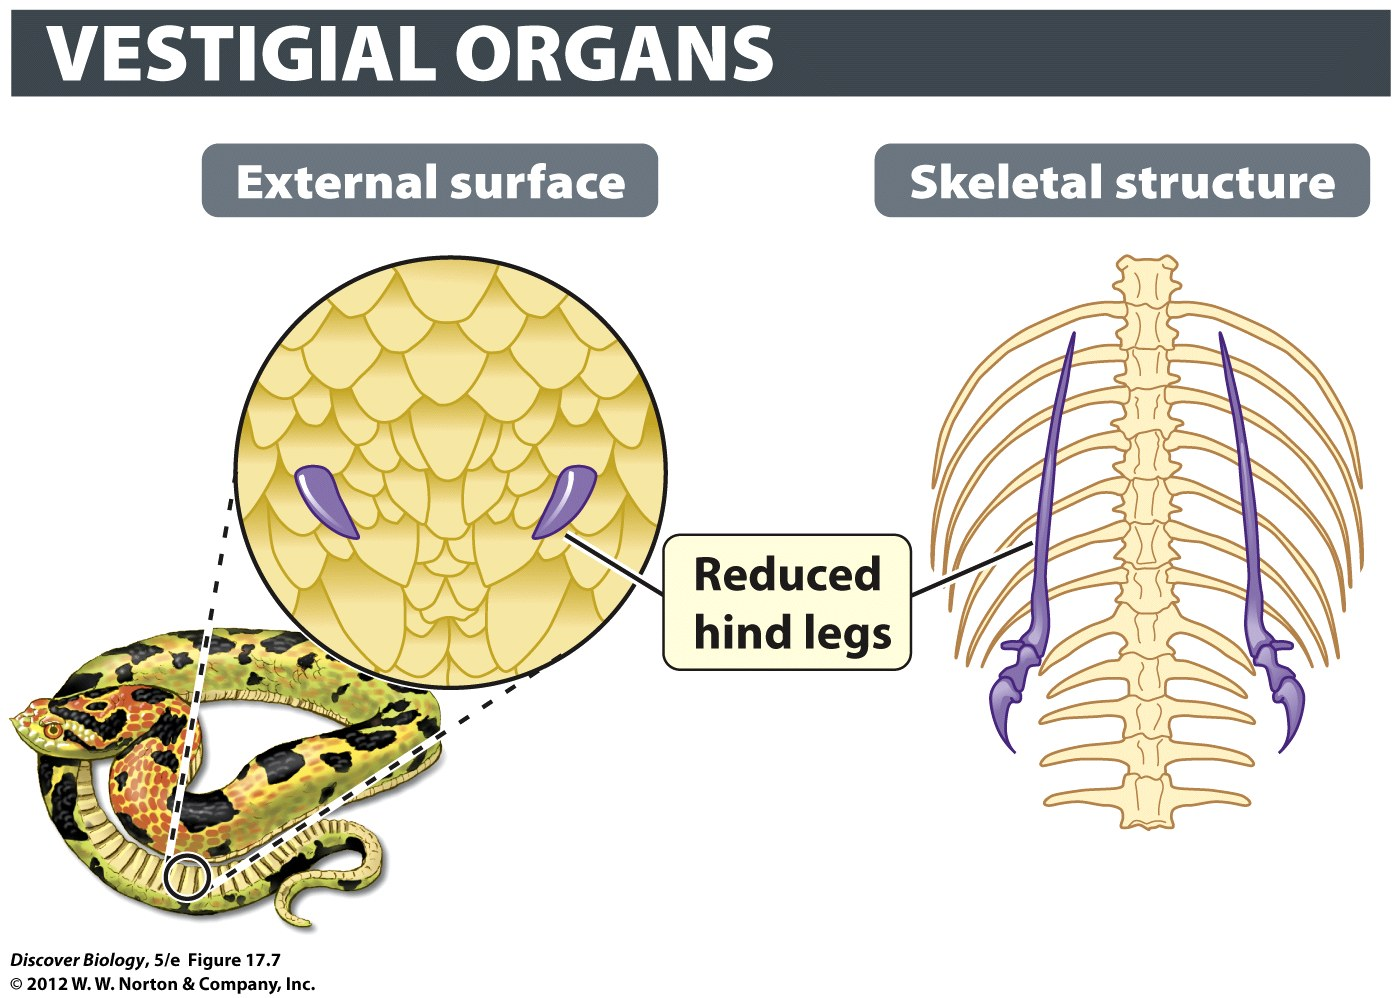 VESTIGIAL ORGANS
External surface
Skeletal structure
Reduced
hind legs
Discover Biology, 5/e Figure 17.7
© 2012 W. W. Norton & Company, Inc.